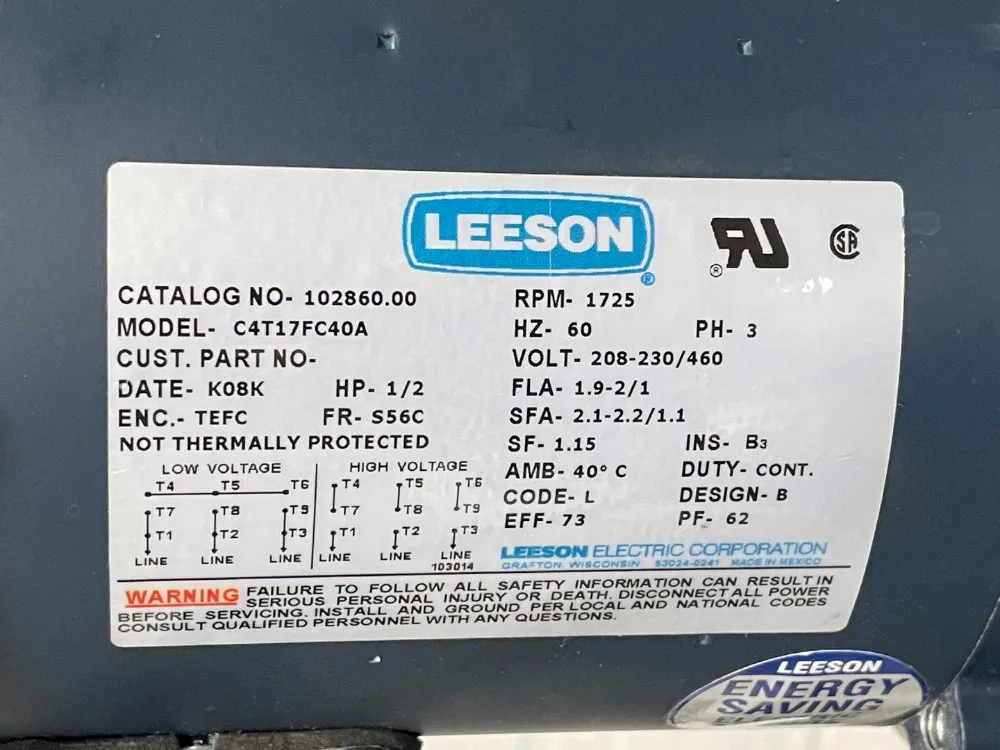 LEESON
CATALOG NO- 102860.00
MODEL- C4T17FC40A
CUST. PART NO-
DATE- K08K HP- 1/2
ENC.- TEFC FR- S56C
NOT THERMALLY PROTECTED
RPM- 1725
HZ- 60 PH- 3
VOLT- 208-230/460
FLA- 1.9-2/1
SFA- 2.1-2.2/1.1
SF- 1.15 INS- B3
AMB- 40° C DUTY- CONT.
CODE- L DESIGN- B
EFF- 73 PF- 62
LOW VOLTAGE
T4 T5 T6
T7 T8 T9
T1 T2 T3
LINE LINE LINE
HIGH VOLTAGE
T4 T5 T6
T7 T8 T9
T1 T2 T3
LINE LINE LINE
103014
LEESON ELECTRIC CORPORATION
GRAFTON, WISCONSIN 53024-0241 MADE IN MEXICO
WARNING FAILURE TO FOLLOW ALL SAFETY INFORMATION CAN RESULT IN
SERIOUS PERSONAL INJURY OR DEATH. DISCONNECT ALL POWER
BEFORE SERVICING. INSTALL AND GROUND PER LOCAL AND NATIONAL CODES
CONSULT QUALIFIED PERSONNEL WITH ANY QUESTIONS.
LEESON
ENERGY
SAVING